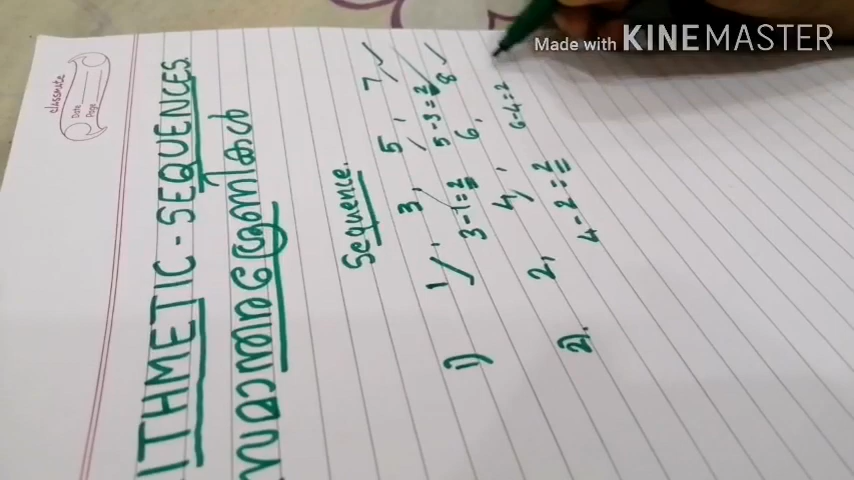 classmate
Date
Page
ITHMETIC-SEQUENCES.
സമാന്തരശ്രേണികൾ
Sequence.
1) 1, 3, 5, 7
3-1=2 5-3=2
2). 2, 4, 6, 8
4-2=2 6-4=2
Made with KINEMASTER